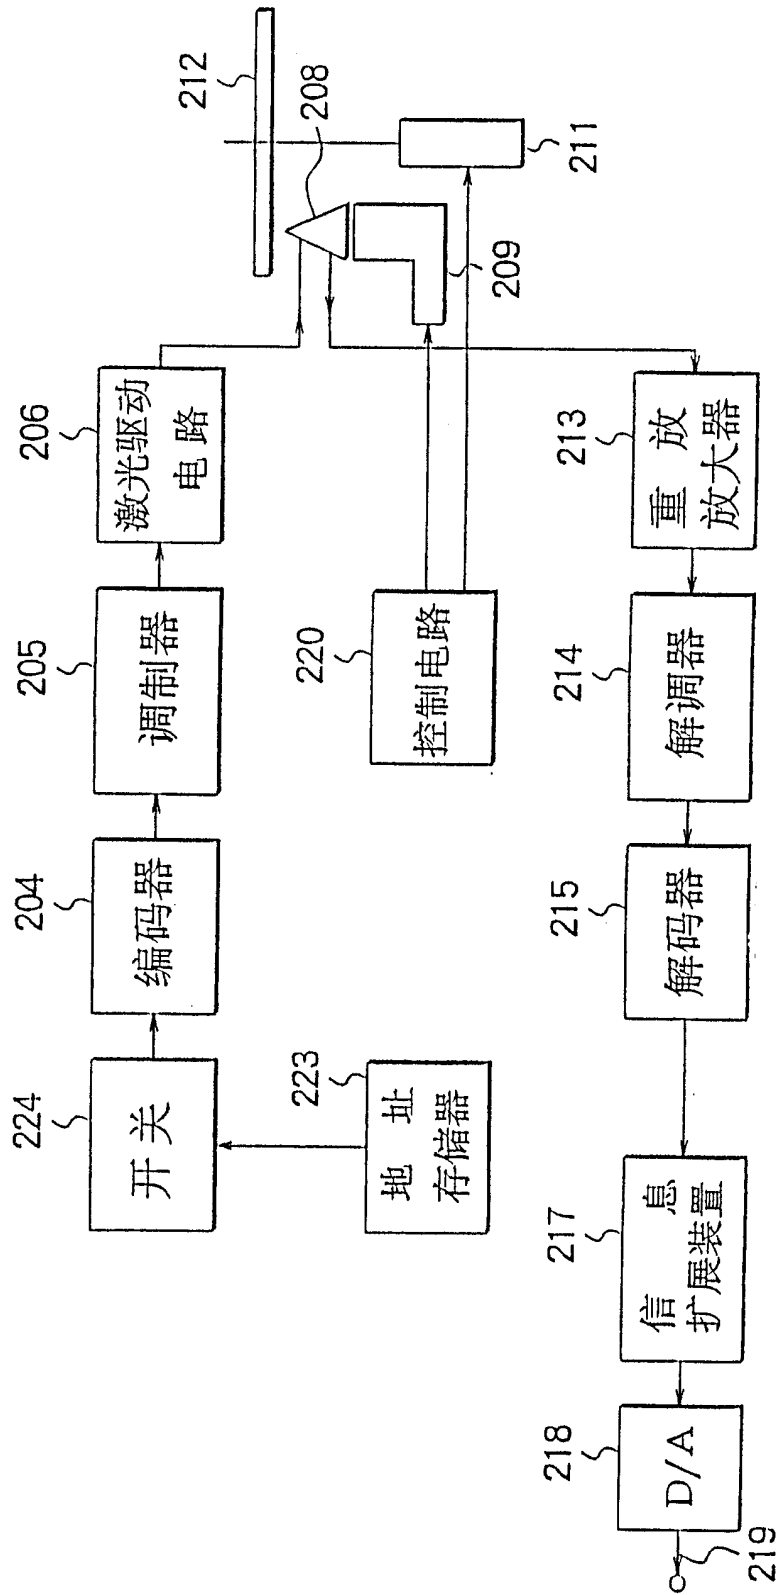 212
208
211
209
206
激光驱动
电路
205
调制器
204
编码器
224
开关
223
地址
存储器
220
控制电路
213
重放
放大器
214
解调器
215
解码器
217
信息
扩展装置
218
D/A
219